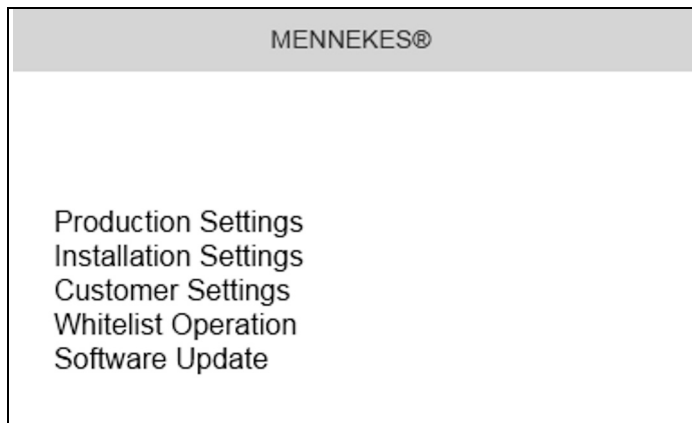 MENNEKES®
Production Settings
Installation Settings
Customer Settings
Whitelist Operation
Software Update